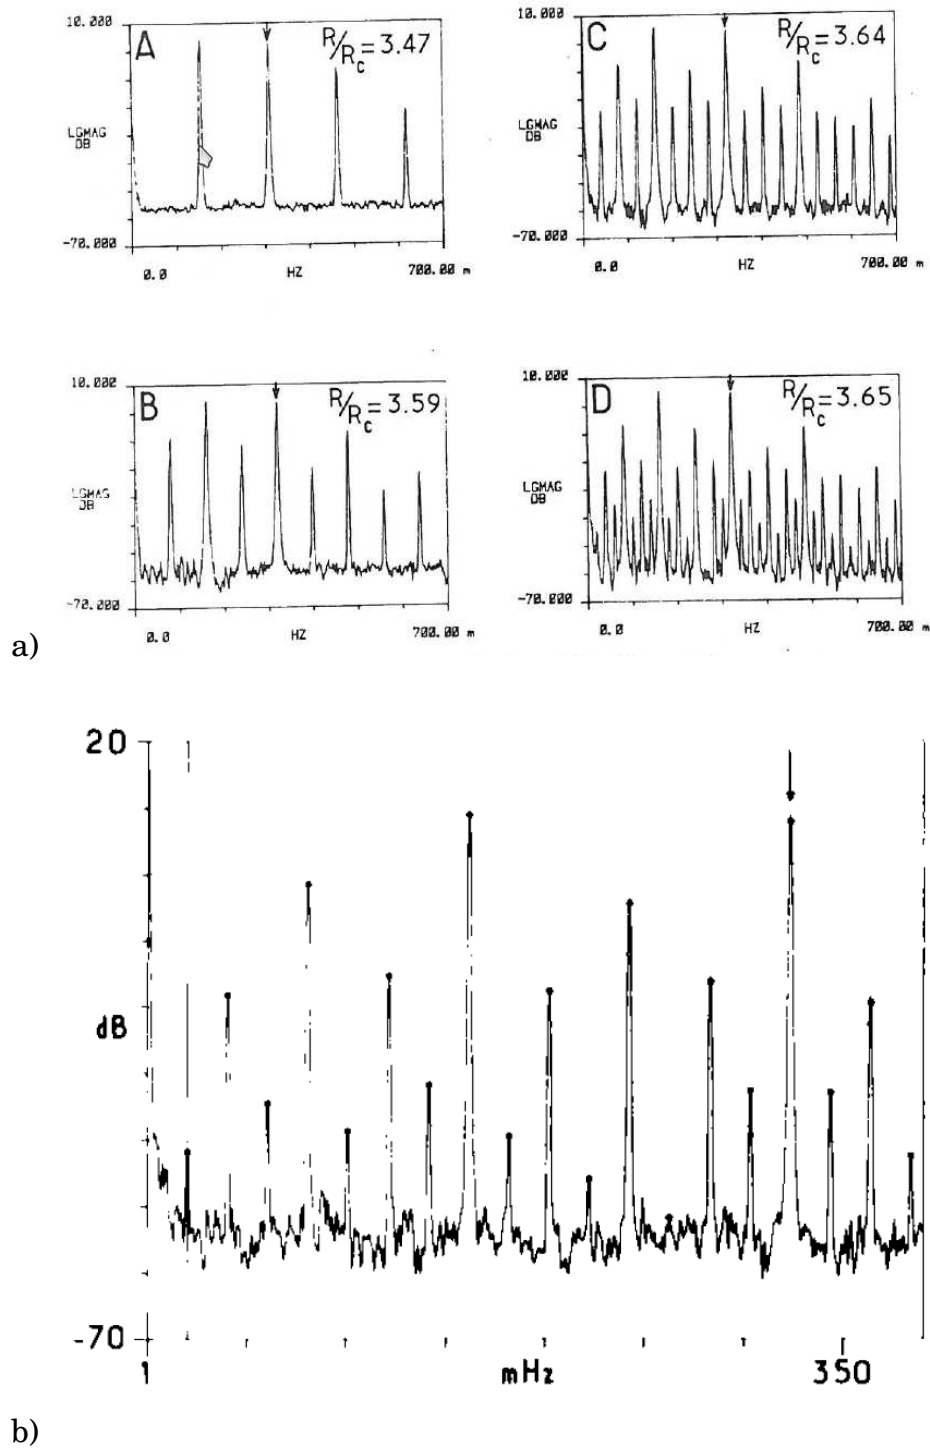 10.000
A
R/Rc = 3.47
LGMAG
DB
-70.000
0.0
HZ
700.00 m
10.000
C
R/Rc = 3.64
LGMAG
DB
-70.000
0.0
HZ
700.00 m
10.000
B
R/Rc = 3.59
LGMAG
DB
-70.000
0.0
HZ
700.00 m
10.000
D
R/Rc = 3.65
LGMAG
DB
-70.000
0.0
HZ
700.00 m
a)
20
dB
-70
1
mHz
350
b)